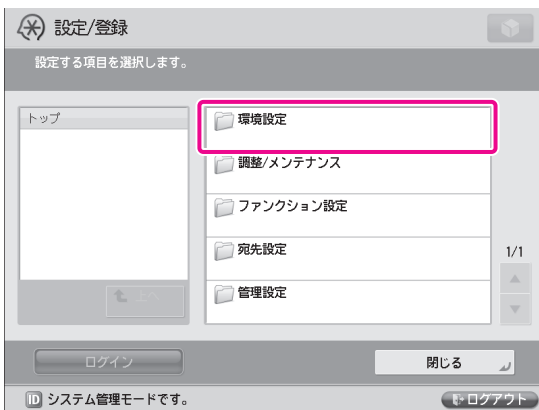 設定/登録
設定する項目を選択します。
トップ
環境設定
調整/メンテナンス
ファンクション設定
宛先設定
管理設定
1/1
上へ
ログイン
閉じる
ID システム管理モードです。
ログアウト